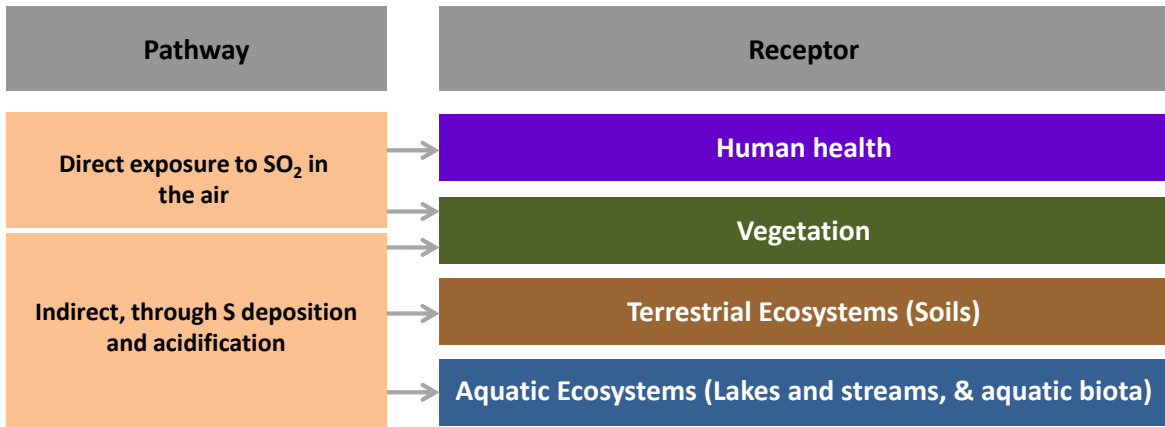 Pathway
Receptor
Direct exposure to SO₂ in
the air
Human health
Vegetation
Indirect, through S deposition
and acidification
Terrestrial Ecosystems (Soils)
Aquatic Ecosystems (Lakes and streams, & aquatic biota)